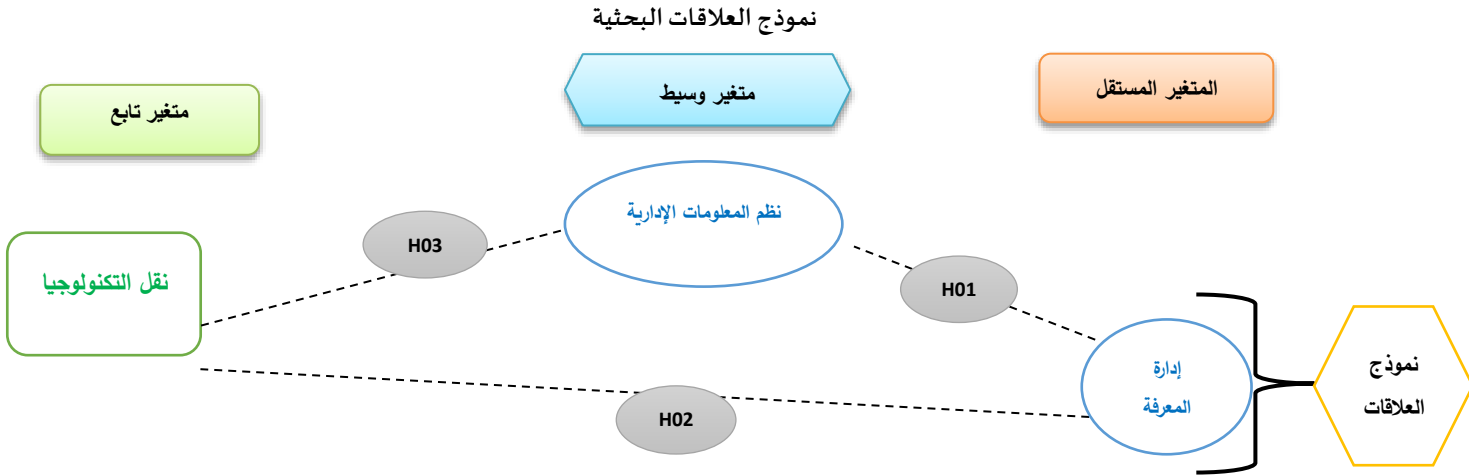 نموذج العلاقات البحثية
المتغير المستقل
متغير وسيط
متغير تابع
نظم المعلومات الإدارية
H03
H01
نقل التكنولوجيا
إدارة
المعرفة
نموذج
العلاقات
H02